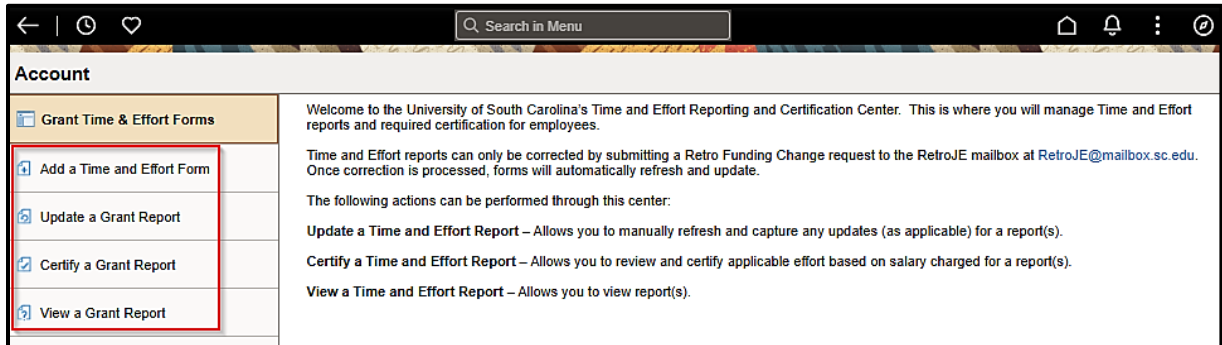 Search in Menu
Account
Grant Time & Effort Forms
Add a Time and Effort Form
Update a Grant Report
Certify a Grant Report
View a Grant Report
Welcome to the University of South Carolina's Time and Effort Reporting and Certification Center. This is where you will manage Time and Effort
reports and required certification for employees.
Time and Effort reports can only be corrected by submitting a Retro Funding Change request to the RetroJE mailbox at RetroJE@mailbox.sc.edu.
Once correction is processed, forms will automatically refresh and update.
The following actions can be performed through this center:
Update a Time and Effort Report – Allows you to manually refresh and capture any updates (as applicable) for a report(s).
Certify a Time and Effort Report – Allows you to review and certify applicable effort based on salary charged for a report(s).
View a Time and Effort Report – Allows you to view report(s).